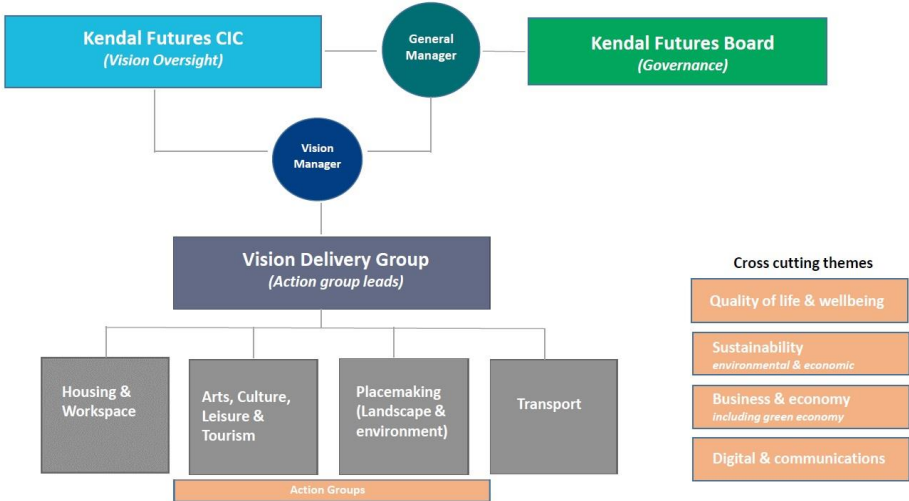 Kendal Futures CIC
(Vision Oversight)
General
Manager
Kendal Futures Board
(Governance)
Vision
Manager
Vision Delivery Group
(Action group leads)
Housing &
Workspace
Arts, Culture,
Leisure &
Tourism
Placemaking
(Landscape &
environment)
Transport
Action Groups
Cross cutting themes
Quality of life & wellbeing
Sustainability
environmental & economic
Business & economy
including green economy
Digital & communications